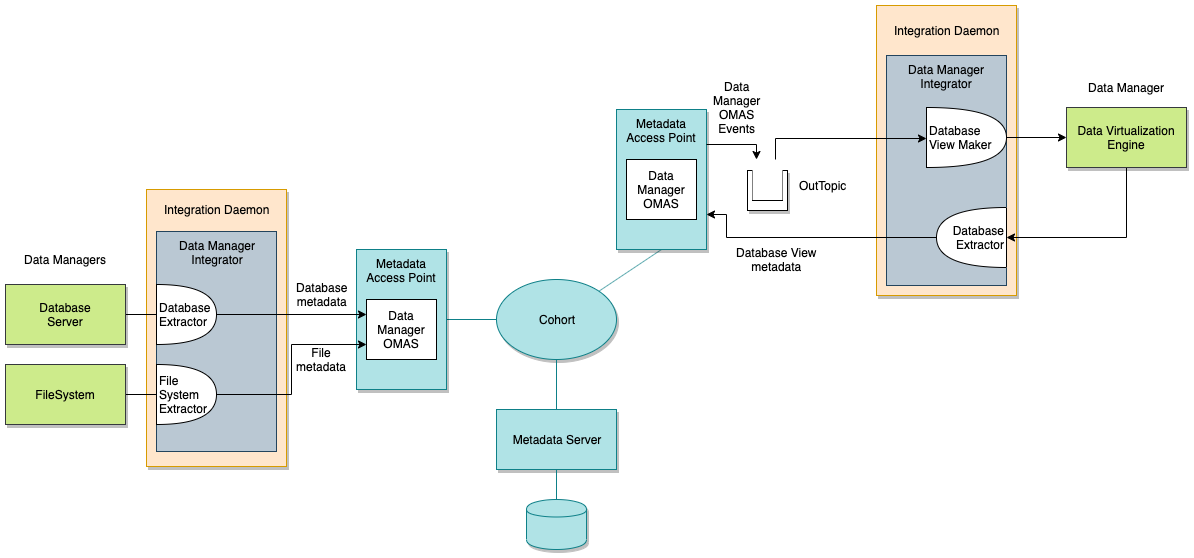 Data Managers
Database
Server
FileSystem
Integration Daemon
Data Manager
Integrator
Database
Extractor
File
System
Extractor
Database
metadata
File
metadata
Metadata
Access Point
Data
Manager
OMAS
Cohort
Metadata Server
Metadata
Access Point
Data
Manager
OMAS
Data
Manager
OMAS
Events
OutTopic
Database View
metadata
Integration Daemon
Data Manager
Integrator
Database
View Maker
Database
Extractor
Data Manager
Data Virtualization
Engine